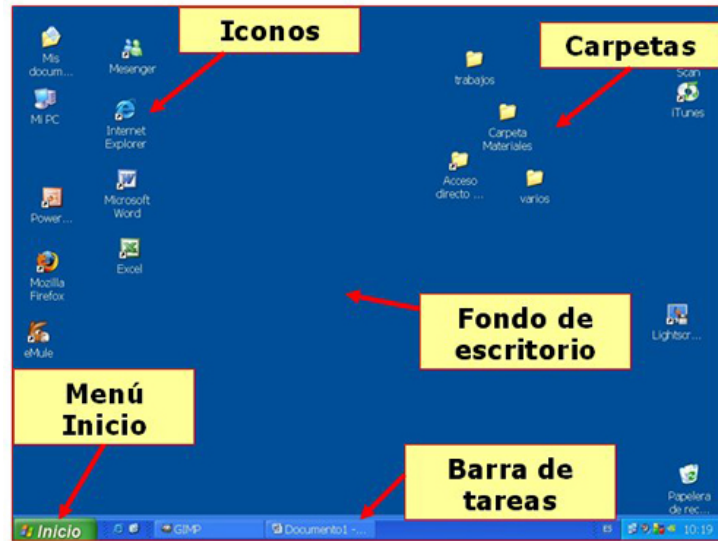 Iconos
Carpetas
Mis
docum...
Mesenger
trabajos
Scan
iTunes
Mi PC
Internet
Explorer
Carpeta
Materiales
Acceso
directo ...
varios
Power...
Microsoft
Word
Mozilla
Firefox
Excel
Fondo de
escritorio
Lightscr...
eMule
Menú
Inicio
Barra de
tareas
Papelera
de rec...
Inicio
GIMP
Documento1 -...
ES
10:19